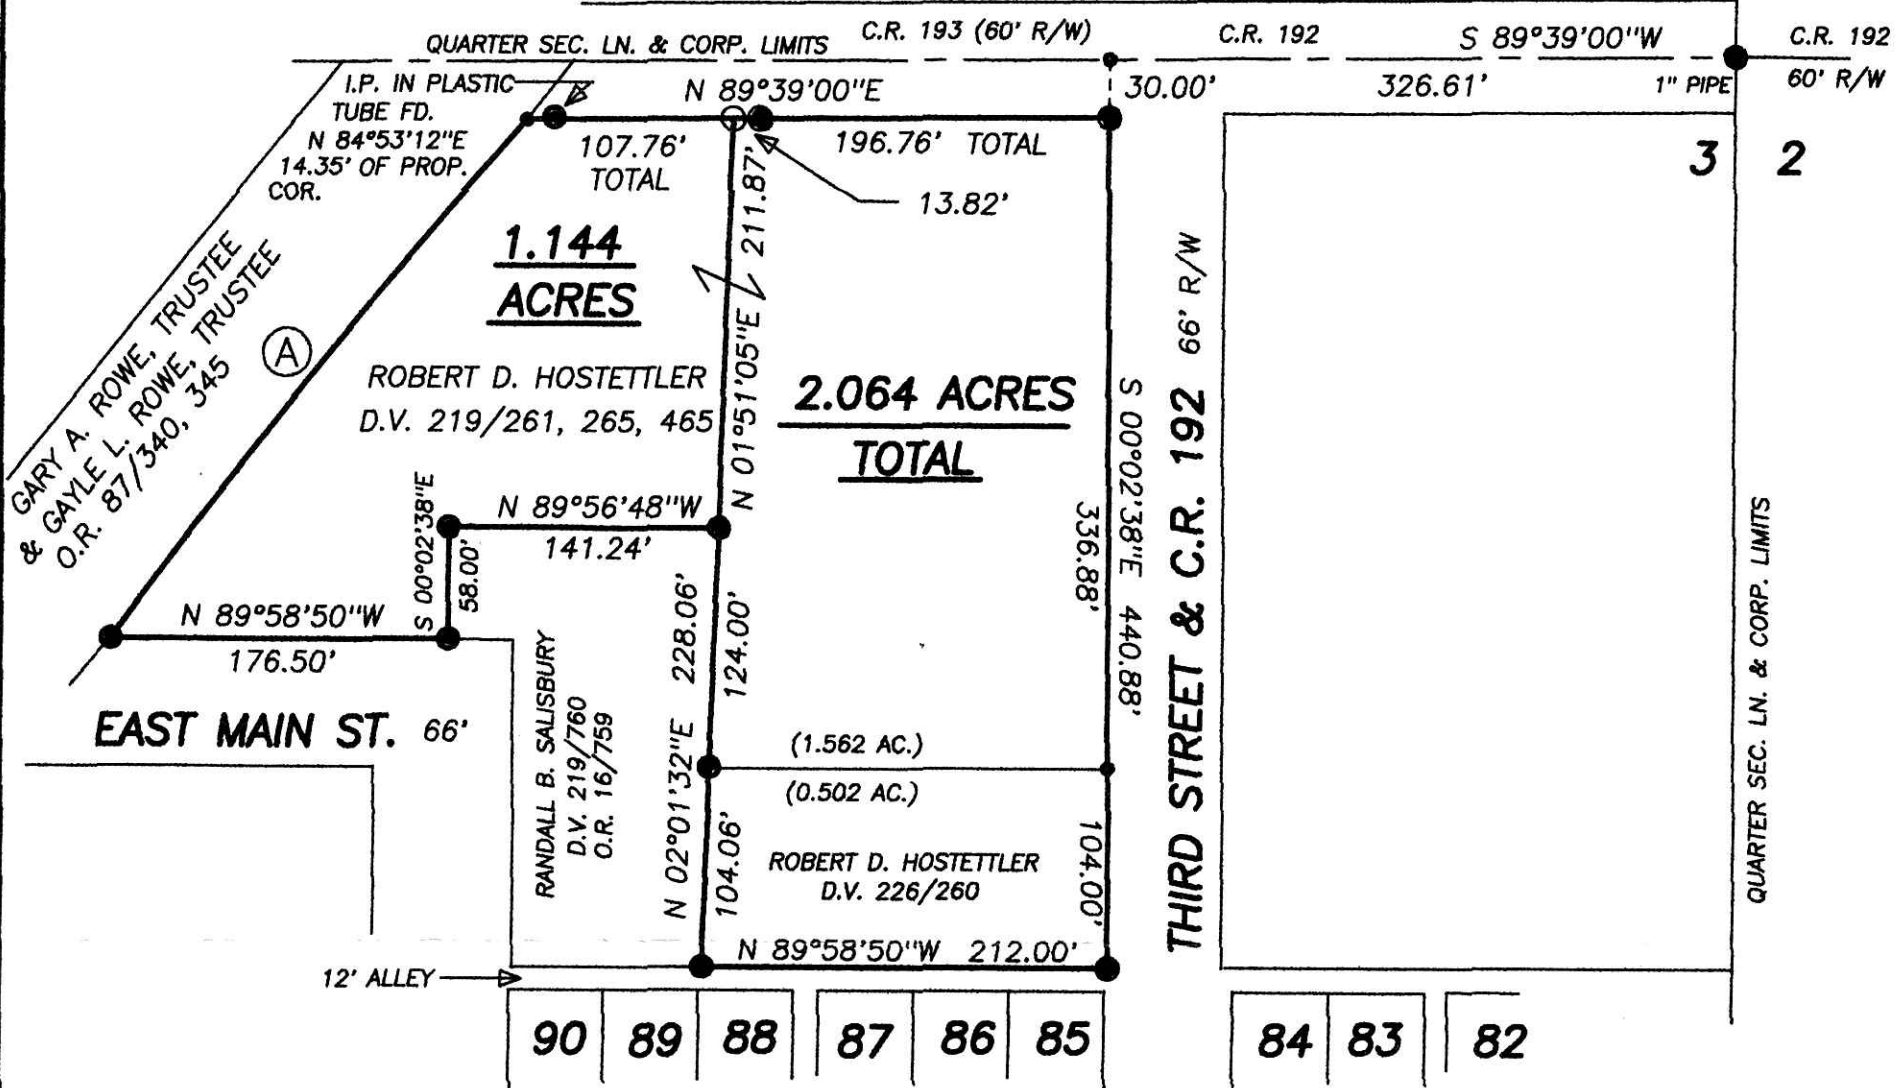 QUARTER SEC. LN. & CORP. LIMITS
C.R. 193 (60' R/W)
C.R. 192
S 89°39'00"W
C.R. 192
60' R/W
I.P. IN PLASTIC
TUBE FD.
N 84°53'12"E
14.35' OF PROP.
COR.
N 89°39'00"E
30.00'
326.61'
1" PIPE
107.76'
TOTAL
196.76' TOTAL
13.82'
3
2
1.144
ACRES
N 01°51'05"E 211.87'
GARY A. ROWE, TRUSTEE
& GAYLE L. ROWE, TRUSTEE
O.R. 87/340, 345
A
ROBERT D. HOSTETTLER
D.V. 219/261, 265, 465
2.064 ACRES
TOTAL
S 00°02'38"E 440.88'
336.88'
THIRD STREET & C.R. 192 66' R/W
QUARTER SEC. LN. & CORP. LIMITS
N 89°56'48"W
141.24'
S 00°02'38"E
58.00'
N 89°58'50"W
176.50'
EAST MAIN ST. 66'
RANDALL B. SALISBURY
D.V. 219/760
O.R. 16/759
N 02°01'32"E 228.06'
124.00'
104.06'
(1.562 AC.)
(0.502 AC.)
ROBERT D. HOSTETTLER
D.V. 226/260
104.00'
N 89°58'50"W 212.00'
12' ALLEY
90
89
88
87
86
85
84
83
82